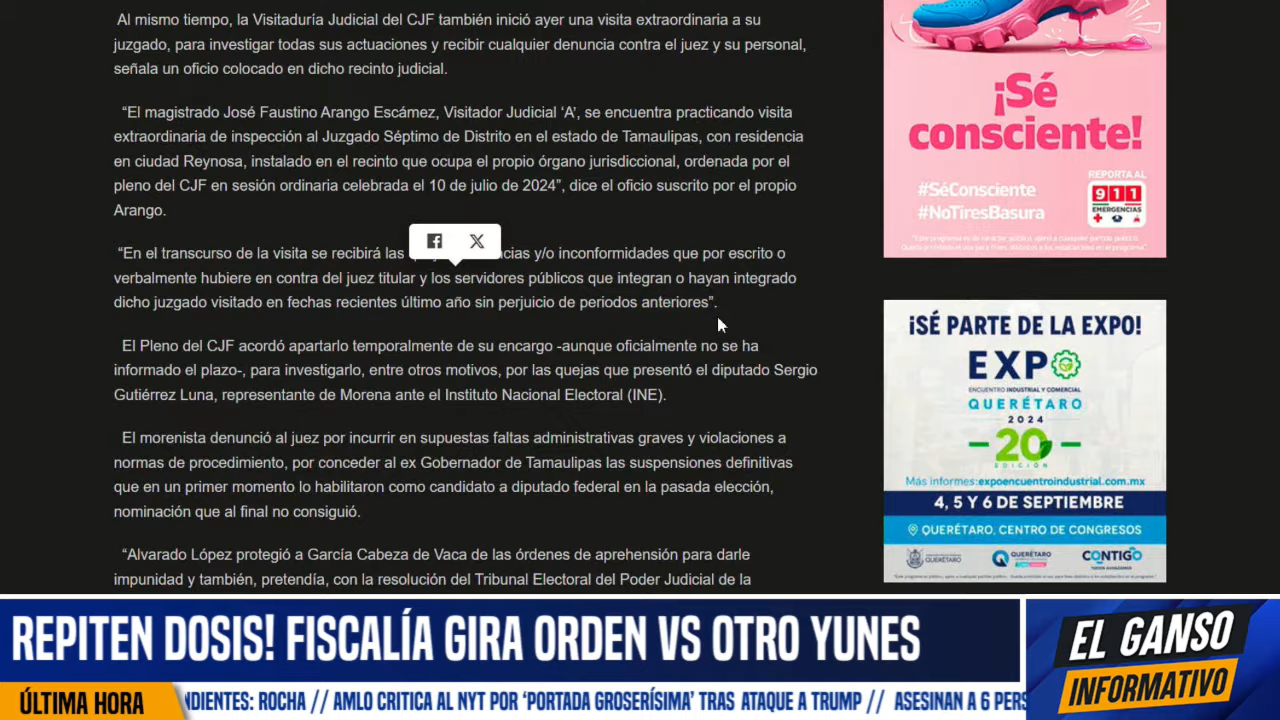 Al mismo tiempo, la Visitaduría Judicial del CJF también inició ayer una visita extraordinaria a su
juzgado, para investigar todas sus actuaciones y recibir cualquier denuncia contra el juez y su personal,
señala un oficio colocado en dicho recinto judicial.
“El magistrado José Faustino Arango Escámez, Visitador Judicial ‘A’, se encuentra practicando visita
extraordinaria de inspección al Juzgado Séptimo de Distrito en el estado de Tamaulipas, con residencia
en ciudad Reynosa, instalado en el recinto que ocupa el propio órgano jurisdiccional, ordenada por el
pleno del CJF en sesión ordinaria celebrada el 10 de julio de 2024”, dice el oficio suscrito por el propio
Arango.
“En el transcurso de la visita se recibirá las y/o inconformidades que por escrito o
verbalmente hubiere en contra del juez titular y los servidores públicos que integran o hayan integrado
dicho juzgado visitado en fechas recientes último año sin perjuicio de periodos anteriores”.
El Pleno del CJF acordó apartarlo temporalmente de su encargo -aunque oficialmente no se ha
informado el plazo-, para investigarlo, entre otros motivos, por las quejas que presentó el diputado Sergio
Gutiérrez Luna, representante de Morena ante el Instituto Nacional Electoral (INE).
El morenista denunció al juez por incurrir en supuestas faltas administrativas graves y violaciones a
normas de procedimiento, por conceder al ex Gobernador de Tamaulipas las suspensiones definitivas
que en un primer momento lo habilitaron como candidato a diputado federal en la pasada elección,
nominación que al final no consiguió.
“Alvarado López protegió a García Cabeza de Vaca de las órdenes de aprehensión para darle
impunidad y también, pretendía, con la resolución del Tribunal Electoral del Poder Judicial de la
¡Sé
consciente!
#SéConsciente
#NoTiresBasura
REPORTA AL
911
EMERGENCIAS
¡SÉ PARTE DE LA EXPO!
EXPO
ENCUENTRO INDUSTRIAL Y COMERCIAL
QUERÉTARO
2024
20
EDICIÓN
Más informes:expoencuentroindustrial.com.mx
4, 5 Y 6 DE SEPTIEMBRE
QUERÉTARO, CENTRO DE CONGRESOS
QUERÉTARO
QUERÉTARO
CONTIGO
REPITEN DOSIS! FISCALÍA GIRA ORDEN VS OTRO YUNES
EL GANSO
INFORMATIVO
ÚLTIMA HORA
NDIENTES: ROCHA // AMLO CRITICA AL NYT POR ‘PORTADA GROSERÍSIMA’ TRAS ATAQUE A TRUMP // ASESINAN A 6 PERS